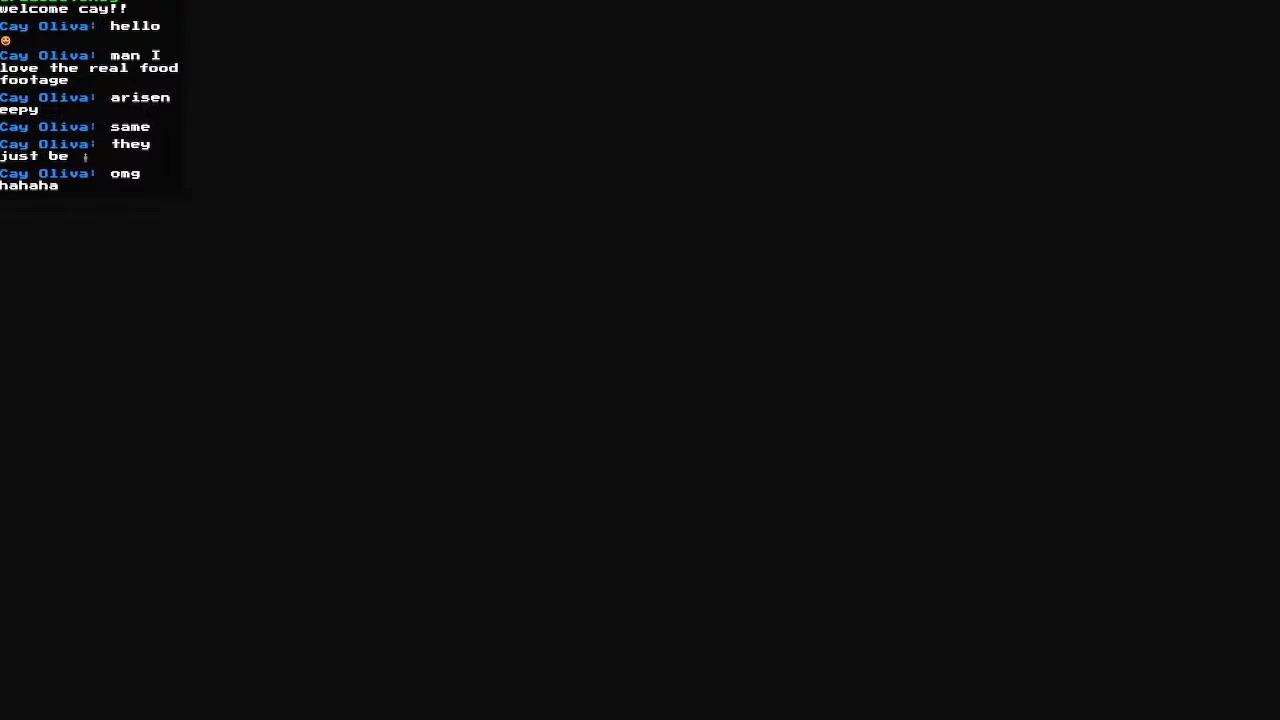 welcome cay!!
Cay Oliva: hello
😆
Cay Oliva: man I
love the real food
footage
Cay Oliva: arisen
eepy
Cay Oliva: same
Cay Oliva: they
just be 🧍
Cay Oliva: omg
hahaha